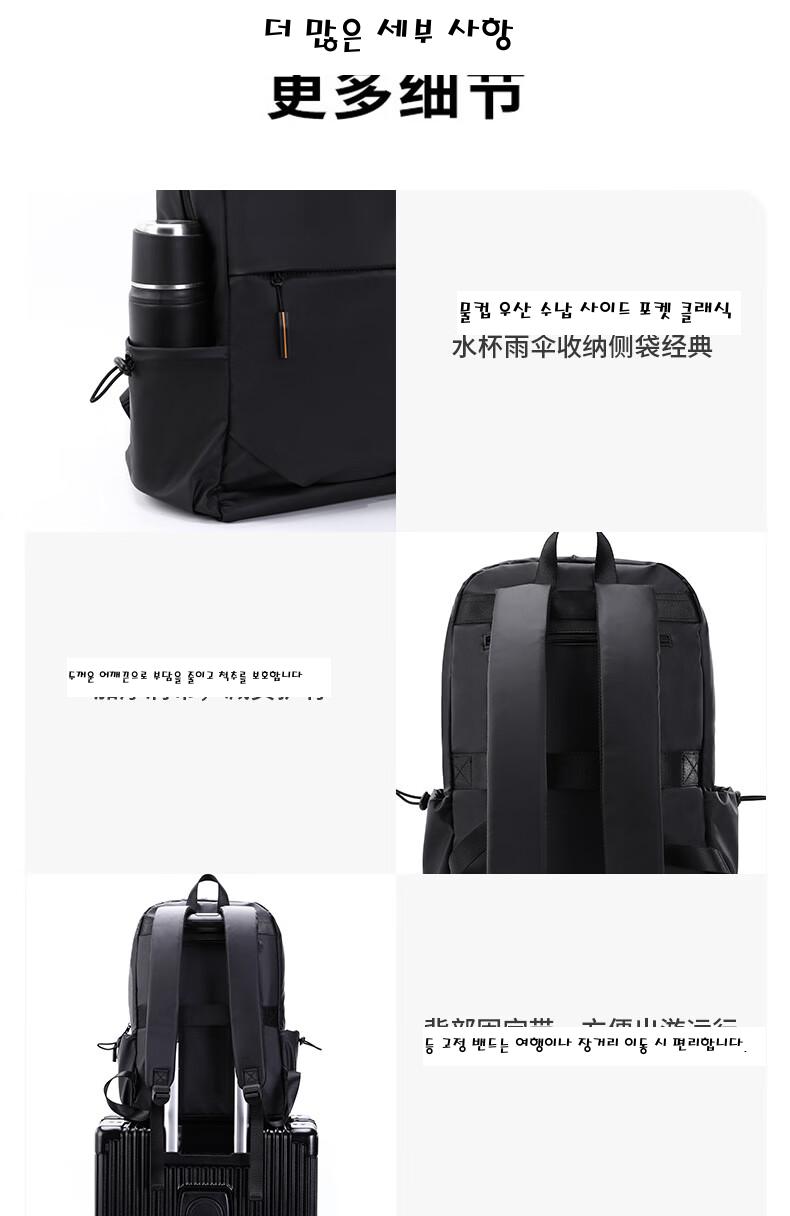 더 많은 세부 사항
更多细节
물컵 우산 수납 사이드 포켓 클래식
水杯雨伞收纳侧袋经典
두꺼운 어깨끈으로 부담을 줄이고 척추를 보호합니다
등 고정 밴드는 여행이나 장거리 이동 시 편리합니다.